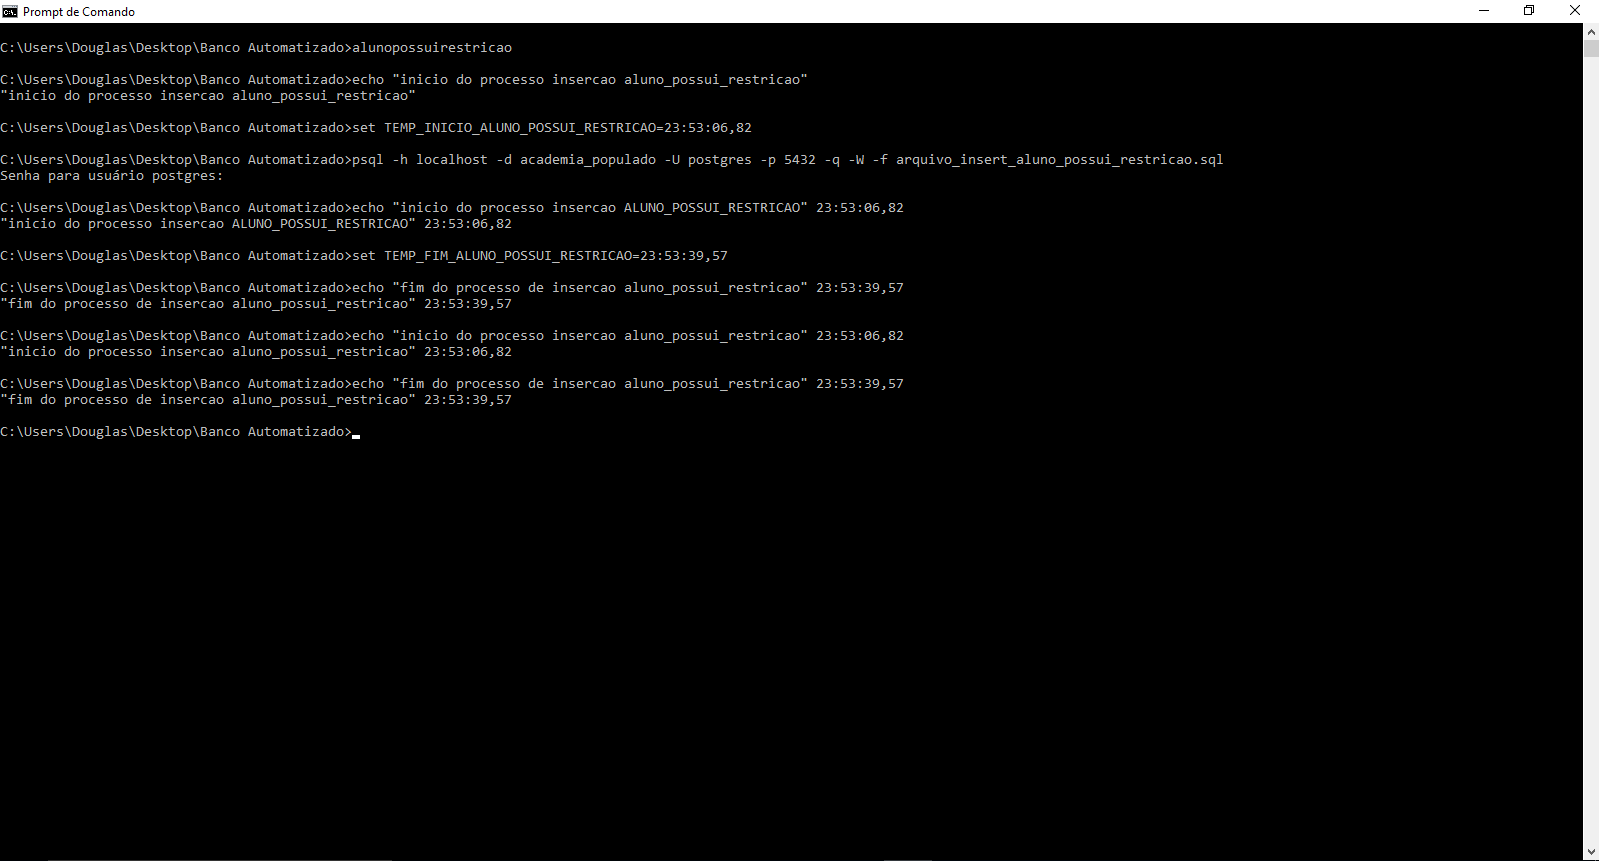 Prompt de Comando
C:\Users\Douglas\Desktop\Banco Automatizado>alunopossuirestricao
C:\Users\Douglas\Desktop\Banco Automatizado>echo "inicio do processo insercao aluno_possui_restricao"
"inicio do processo insercao aluno_possui_restricao"
C:\Users\Douglas\Desktop\Banco Automatizado>set TEMP_INICIO_ALUNO_POSSUI_RESTRICAO=23:53:06,82
C:\Users\Douglas\Desktop\Banco Automatizado>psql -h localhost -d academia_populado -U postgres -p 5432 -q -W -f arquivo_insert_aluno_possui_restricao.sql
Senha para usuário postgres:
C:\Users\Douglas\Desktop\Banco Automatizado>echo "inicio do processo insercao ALUNO_POSSUI_RESTRICAO" 23:53:06,82
"inicio do processo insercao ALUNO_POSSUI_RESTRICAO" 23:53:06,82
C:\Users\Douglas\Desktop\Banco Automatizado>set TEMP_FIM_ALUNO_POSSUI_RESTRICAO=23:53:39,57
C:\Users\Douglas\Desktop\Banco Automatizado>echo "fim do processo de insercao aluno_possui_restricao" 23:53:39,57
"fim do processo de insercao aluno_possui_restricao" 23:53:39,57
C:\Users\Douglas\Desktop\Banco Automatizado>echo "inicio do processo insercao aluno_possui_restricao" 23:53:06,82
"inicio do processo insercao aluno_possui_restricao" 23:53:06,82
C:\Users\Douglas\Desktop\Banco Automatizado>echo "fim do processo de insercao aluno_possui_restricao" 23:53:39,57
"fim do processo de insercao aluno_possui_restricao" 23:53:39,57
C:\Users\Douglas\Desktop\Banco Automatizado>